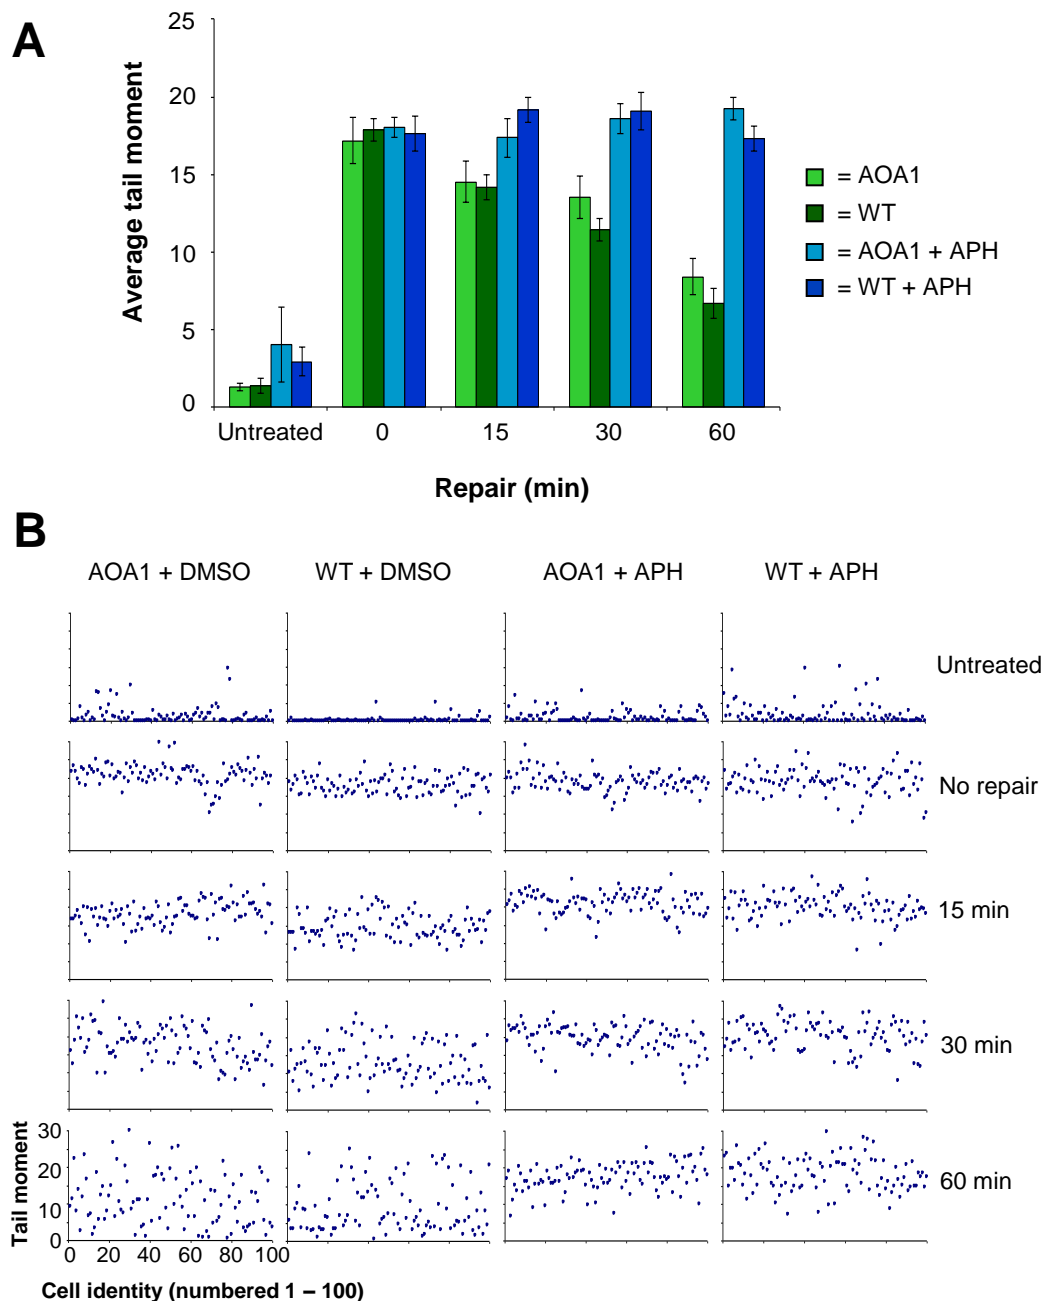 A
25
20
15
10
5
0
Average tail moment
Untreated 0 15 30 60
Repair (min)
= AOA1
= WT
= AOA1 + APH
= WT + APH
B
AOA1 + DMSO WT + DMSO AOA1 + APH WT + APH
Untreated
No repair
15 min
30 min
60 min
30
20
10
0
Tail moment
0 20 40 60 80 100
Cell identity (numbered 1 – 100)